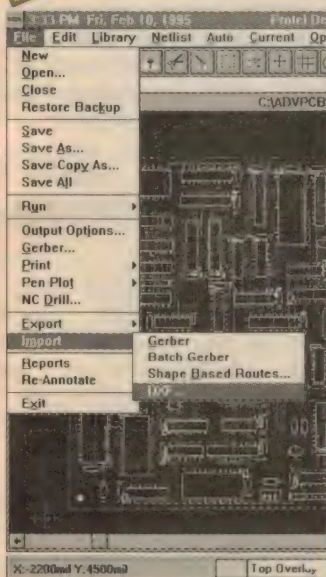 3:33 PM Fri, Feb 10, 1995 Protel
File Edit Library Netlist Auto Current
C:\ADVPCB
New
Open...
Close
Restore Backup
Save
Save As...
Save Copy As...
Save All
Run
Output Options...
Gerber...
Print
Pen Plot
NC Drill...
Export
Import
Gerber
Batch Gerber
Shape Based Routes...
Reports
Re-Annotate
Exit
X:-2200mil Y:4500mil Top Overlay